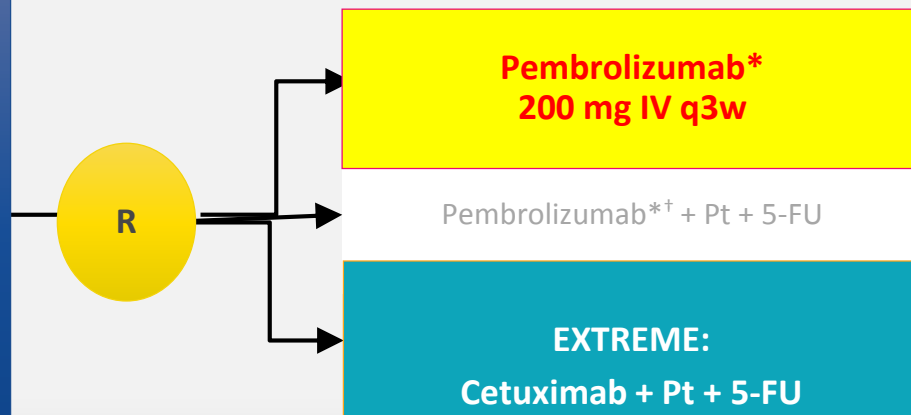 Pembrolizumab*
200 mg IV q3w
R
Pembrolizumab*† + Pt + 5-FU
EXTREME:
Cetuximab + Pt + 5-FU